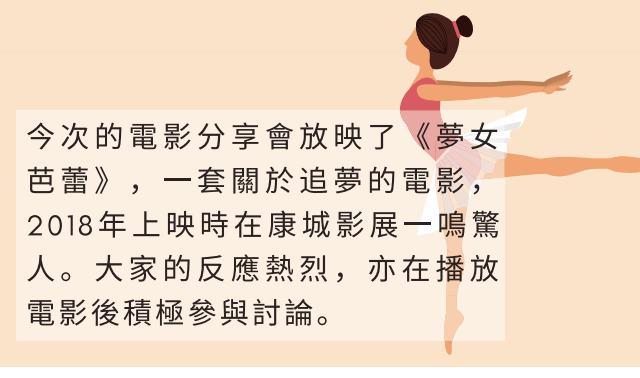 今次的電影分享會放映了《夢女
芭蕾》，一套關於追夢的電影，
2018年上映時在康城影展一鳴驚
人。大家的反應熱烈，亦在播放
電影後積極參與討論。